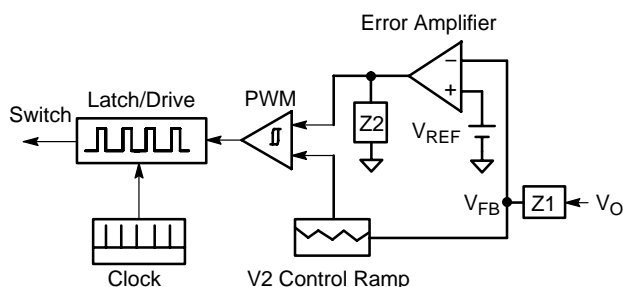 Error Amplifier
Latch/Drive
PWM
Switch
−
+
Z2
VREF
VFB
Z1
VO
Clock
V2 Control Ramp